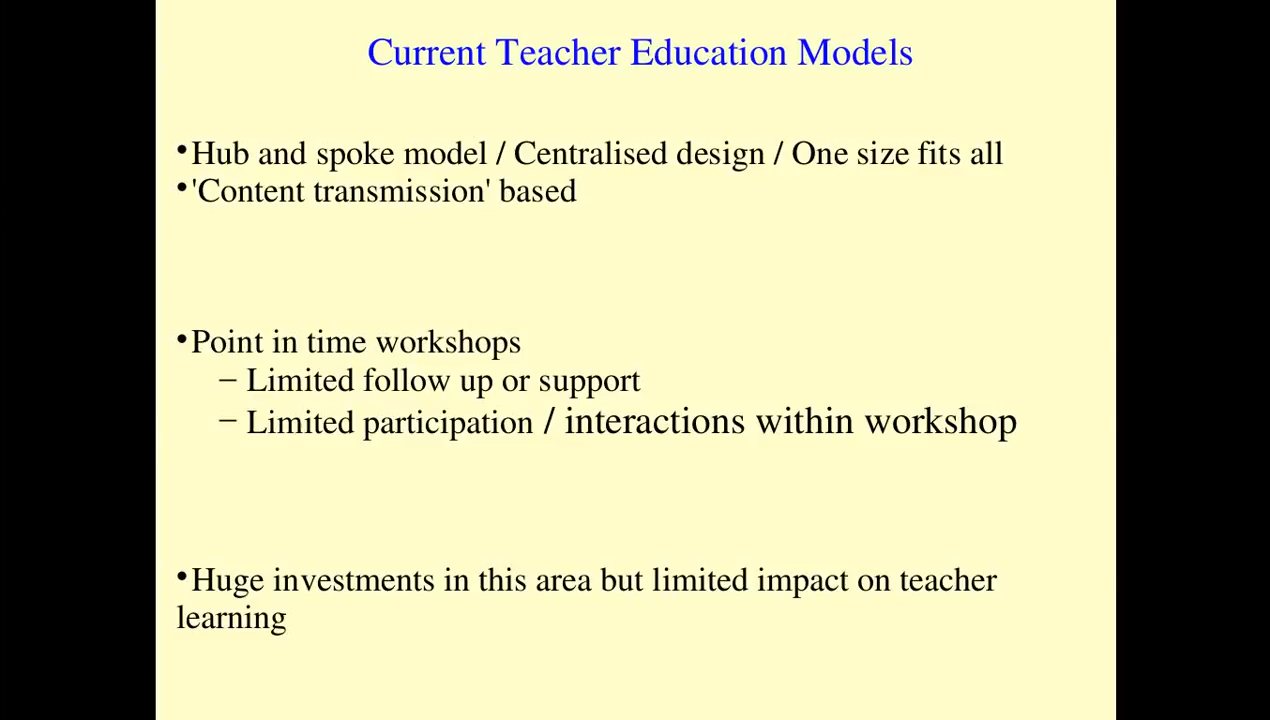 Current Teacher Education Models
•Hub and spoke model / Centralised design / One size fits all
•'Content transmission' based
•Point in time workshops
– Limited follow up or support
– Limited participation / interactions within workshop
•Huge investments in this area but limited impact on teacher
learning